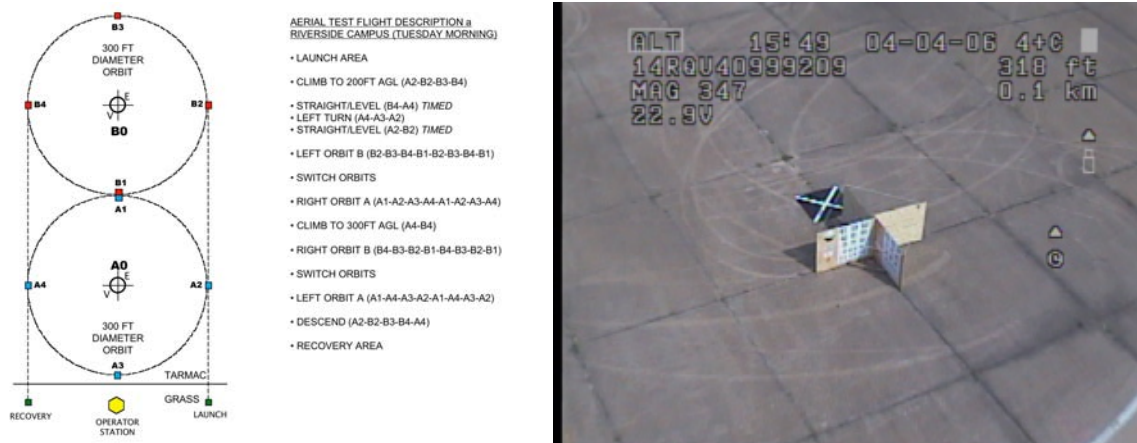 B3
300 FT
DIAMETER
ORBIT
B4
E
B2
V
B0
B1
A1
A0
E
A4
A2
V
300 FT
DIAMETER
ORBIT
A3
TARMAC
GRASS
RECOVERY
OPERATOR
STATION
LAUNCH
AERIAL TEST FLIGHT DESCRIPTION a
RIVERSIDE CAMPUS (TUESDAY MORNING)
• LAUNCH AREA
• CLIMB TO 200FT AGL (A2-B2-B3-B4)
• STRAIGHT/LEVEL (B4-A4) TIMED
• LEFT TURN (A4-A3-A2)
• STRAIGHT/LEVEL (A2-B2) TIMED
• LEFT ORBIT B (B2-B3-B4-B1-B2-B3-B4-B1)
• SWITCH ORBITS
• RIGHT ORBIT A (A1-A2-A3-A4-A1-A2-A3-A4)
• CLIMB TO 300FT AGL (A4-B4)
• RIGHT ORBIT B (B4-B3-B2-B1-B4-B3-B2-B1)
• SWITCH ORBITS
• LEFT ORBIT A (A1-A4-A3-A2-A1-A4-A3-A2)
• DESCEND (A2-B2-B3-B4-A4)
• RECOVERY AREA
ALT 15:49 04-04-06 4+C
14RQU40999209 318 ft
MAG 347 0.1 km
22.9V